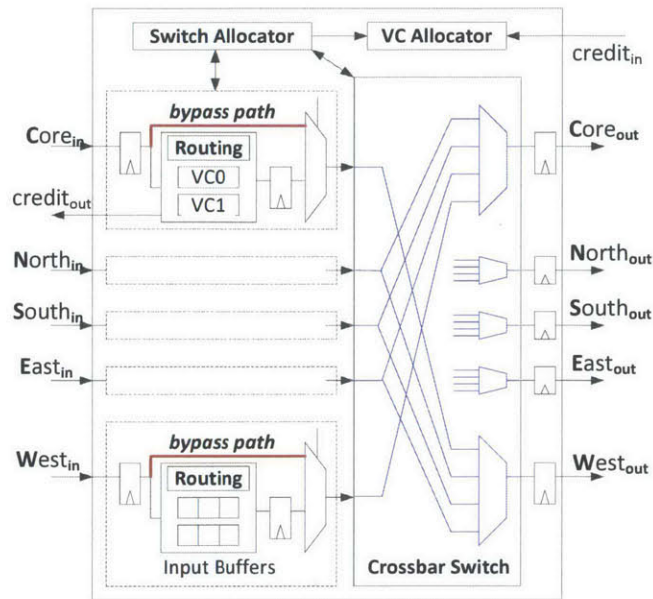 Switch Allocator
VC Allocator
credit_in
bypass path
Core_in
Routing
VC0
VC1
credit_out
Core_out
North_in
North_out
South_in
South_out
East_in
East_out
bypass path
West_in
Routing
West_out
Input Buffers
Crossbar Switch